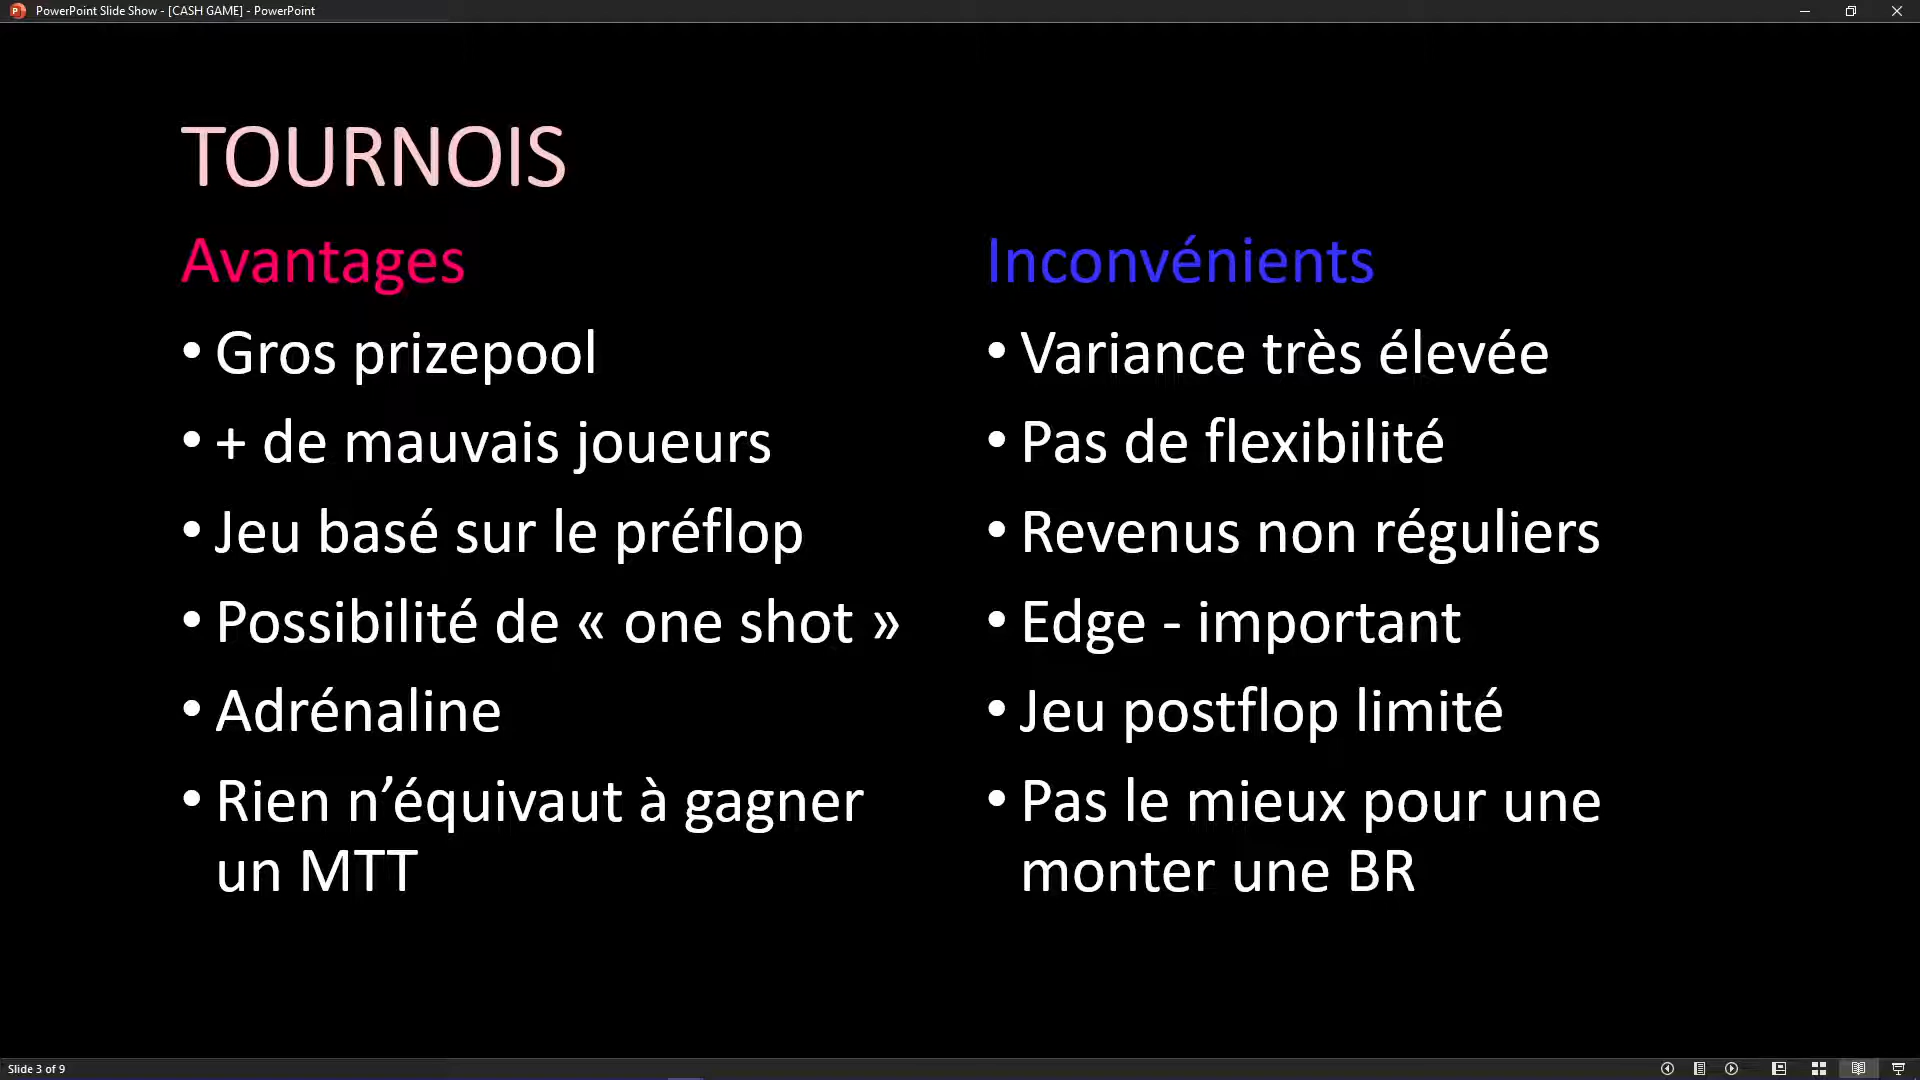 PowerPoint Slide Show - [CASH GAME] - PowerPoint
TOURNOIS
Avantages
• Gros prizepool
• + de mauvais joueurs
• Jeu basé sur le préflop
• Possibilité de « one shot »
• Adrénaline
• Rien n’équivaut à gagner
un MTT
Inconvénients
• Variance très élevée
• Pas de flexibilité
• Revenus non réguliers
• Edge - important
• Jeu postflop limité
• Pas le mieux pour une
monter une BR
Slide 3 of 9